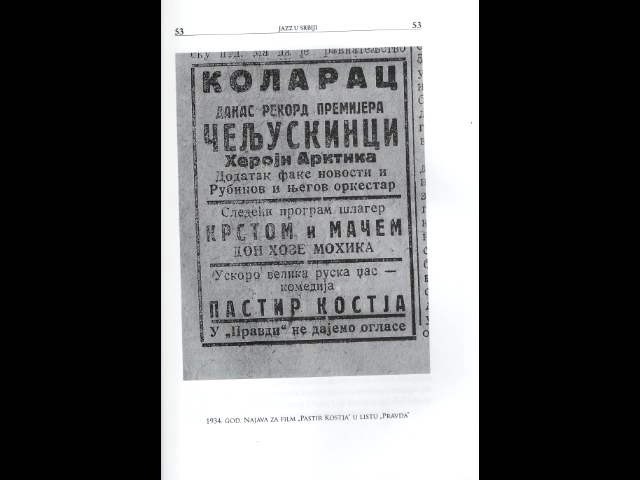 53
JAZZ U SRBIJI
53
КОЛАРАЦ
ДАНАС РЕКОРД ПРЕМИЈЕРА
ЧЕЉУСКИНЦИ
Хероји Арктика
Додатак факс новости и
Рубинов и његов оркестар
Следећи програм шлагер
КРСТОМ и МАЧЕМ
ДОН ХОЗЕ МОХИКА
Ускоро велика руска џас —
комедија
ПАСТИР КОСТЈА
У „Правди“ не дајемо огласе
1934. GOD. NAJAVA ZA FILM „PASTIR KOSTJA“ U LISTU „PRAVDA“